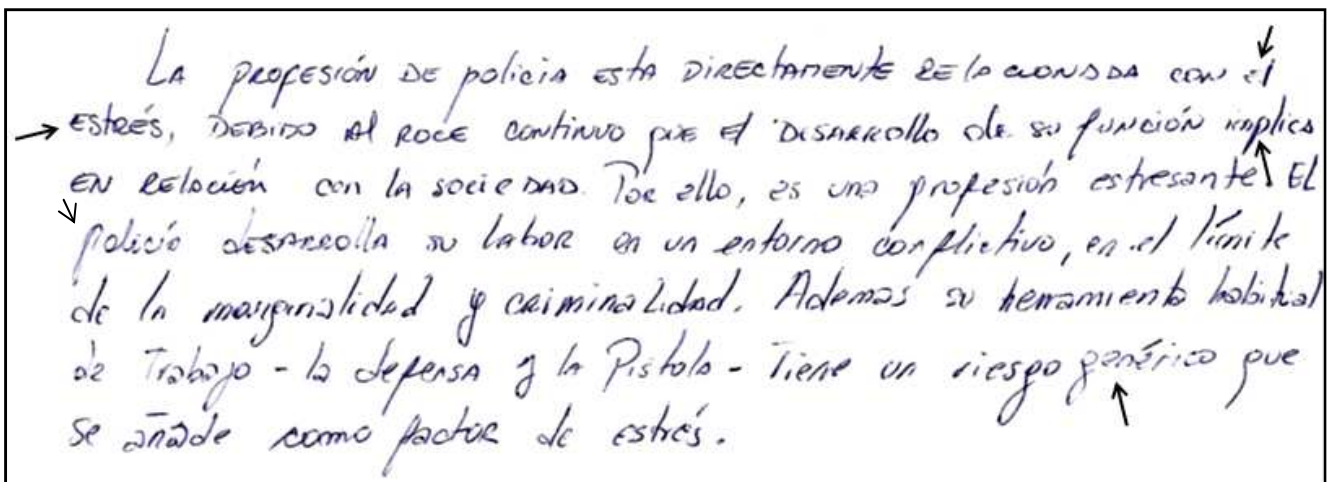 LA PROFESIÓN DE policia ESTA DIRECTAMENTE RELACIONADA CON el
ESTRÉS, DEBIDO Al ROCE CONTINUO QUE El DISARROllo de su función implica
EN RELACIÓN con la sociedad. Por ello, es una profesión estresante. El
Policía desarrolla su labor en un entorno conflictivo, en el límite
de la marginalidad y criminalidad. Ademas su herramienta habitual
de Trabajo - la defensa y la Pistola - Tiene un riesgo genérico que
se añade como factor de estrés.